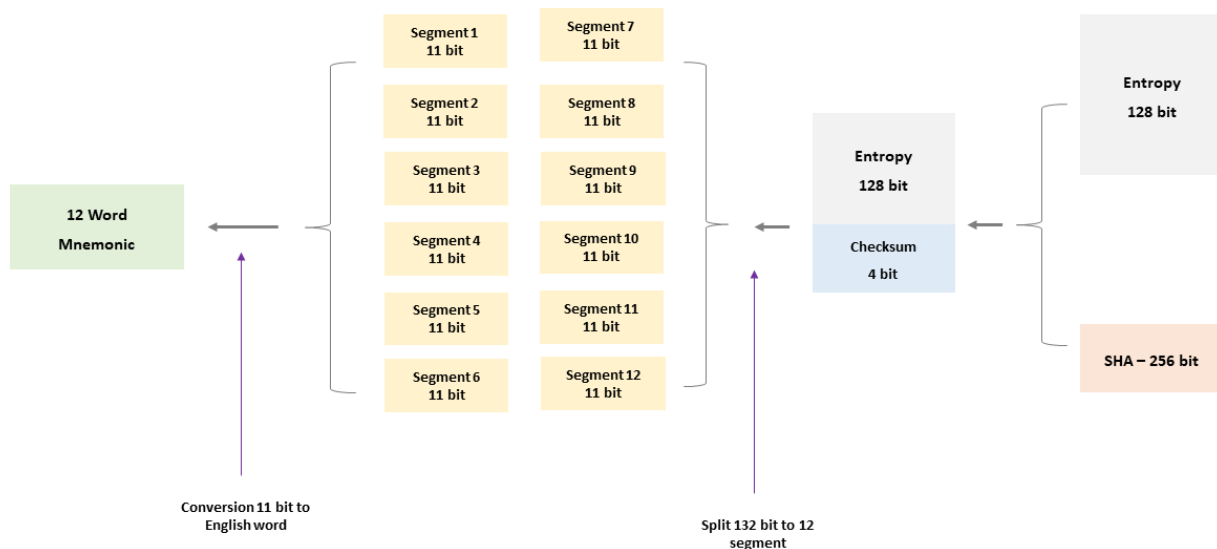 12 Word
Mnemonic
Segment 1
11 bit
Segment 2
11 bit
Segment 3
11 bit
Segment 4
11 bit
Segment 5
11 bit
Segment 6
11 bit
Segment 7
11 bit
Segment 8
11 bit
Segment 9
11 bit
Segment 10
11 bit
Segment 11
11 bit
Segment 12
11 bit
Entropy
128 bit
Checksum
4 bit
Entropy
128 bit
SHA – 256 bit
Conversion 11 bit to
English word
Split 132 bit to 12
segment